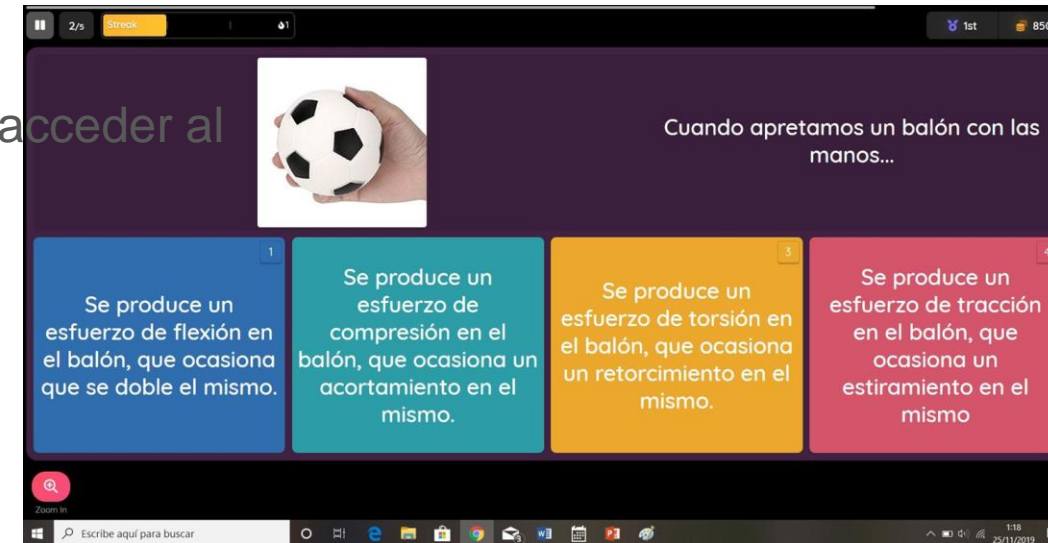 2/5
Streak
1
1st
850
acceder al
Cuando apretamos un balón con las
manos...
1
Se produce un
esfuerzo de flexión en
el balón, que ocasiona
que se doble el mismo.
Se produce un
esfuerzo de
compresión en el
balón, que ocasiona un
acortamiento en el
mismo.
3
Se produce un
esfuerzo de torsión en
el balón, que ocasiona
un retorcimiento en el
mismo.
4
Se produce un
esfuerzo de tracción
en el balón, que
ocasiona un
estiramiento en el
mismo
Zoom In
Escribe aquí para buscar
1:18
25/11/2019